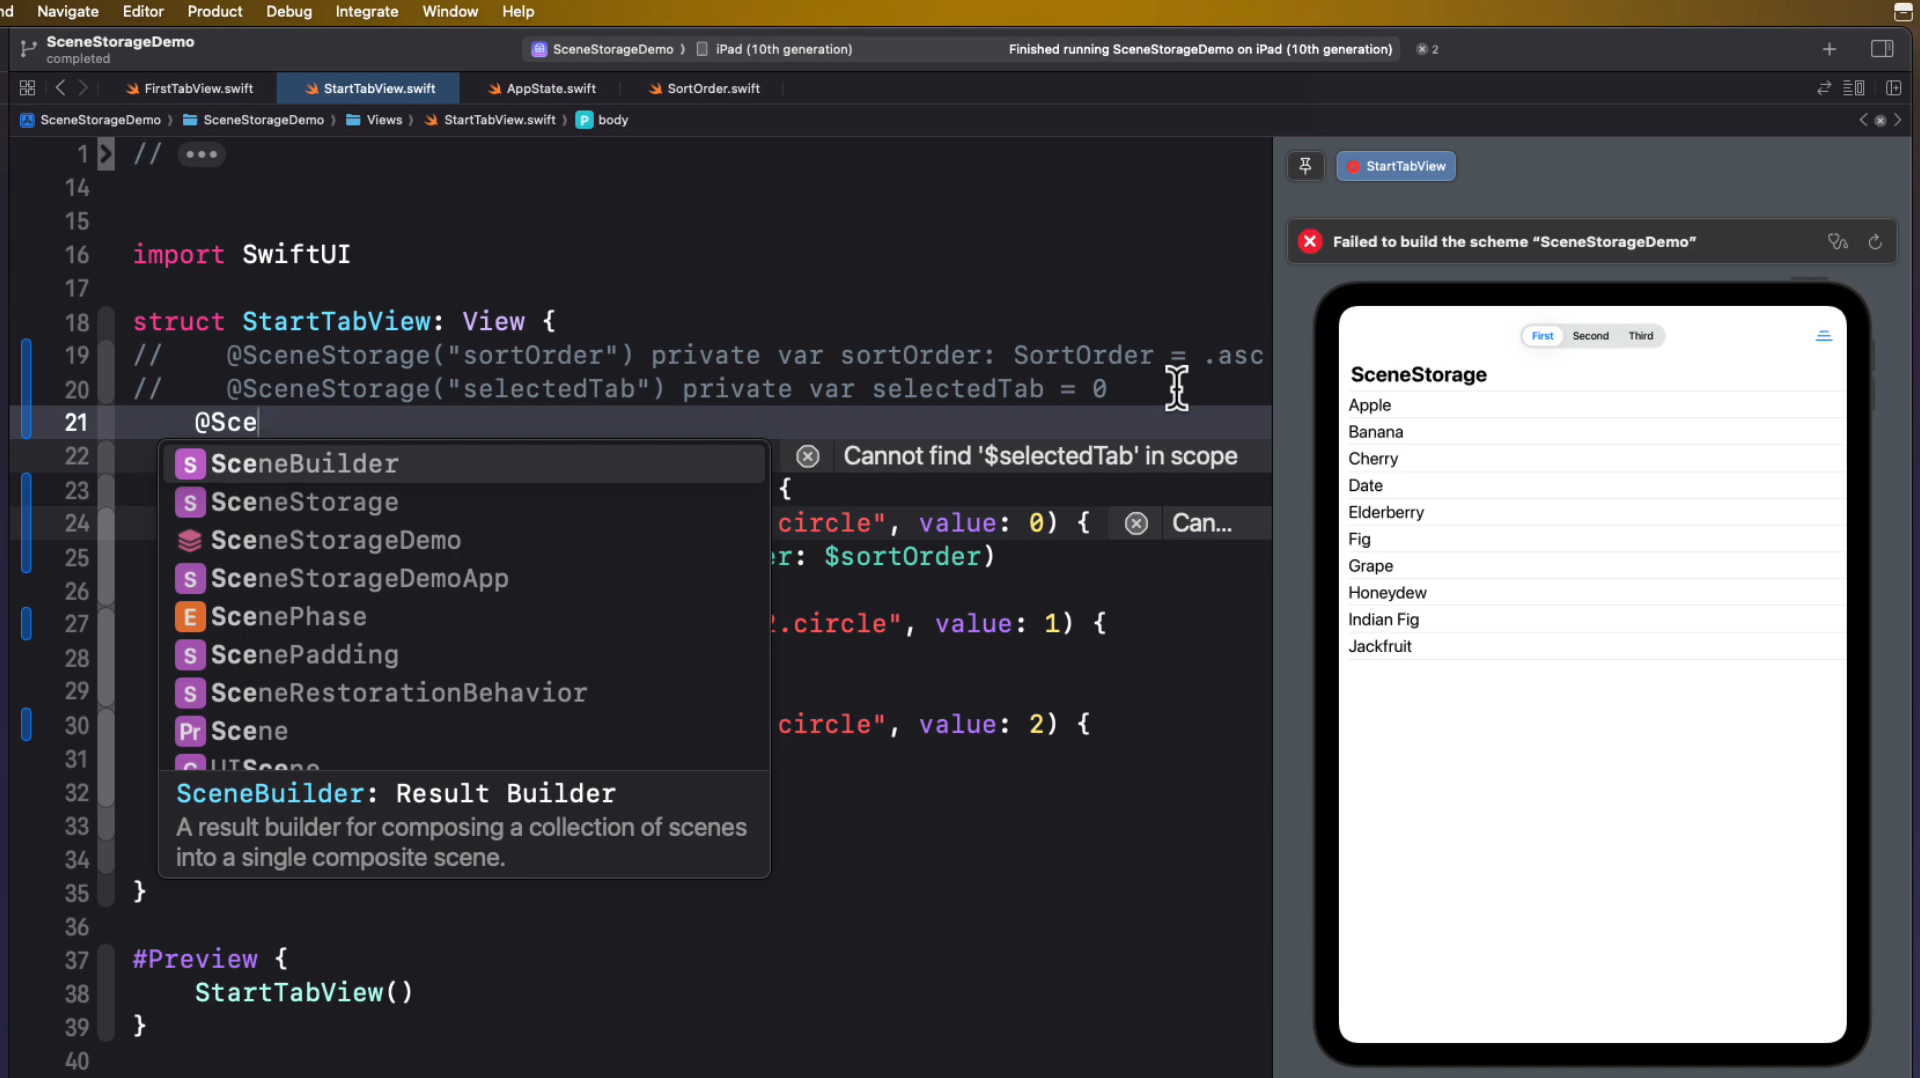 Navigate Editor Product Debug Integrate Window Help
SceneStorageDemo
completed
SceneStorageDemo iPad (10th generation) Finished running SceneStorageDemo on iPad (10th generation) 2
FirstTabView.swift StartTabView.swift AppState.swift SortOrder.swift
SceneStorageDemo SceneStorageDemo Views StartTabView.swift P body
1 // •••
14
15
16 import SwiftUI
17
18 struct StartTabView: View {
19 // @SceneStorage("sortOrder") private var sortOrder: SortOrder = .asc
20 // @SceneStorage("selectedTab") private var selectedTab = 0
21 @Sce
22 Cannot find '$selectedTab' in scope
23 {
24 circle", value: 0) { Can...
25 er: $sortOrder)
26
27 2.circle", value: 1) {
28
29
30 circle", value: 2) {
31
32
33
34
35 }
36
37 #Preview {
38 StartTabView()
39 }
40
S SceneBuilder
S SceneStorage
SceneStorageDemo
S SceneStorageDemoApp
E ScenePhase
S ScenePadding
S SceneRestorationBehavior
Pr Scene
C UIScene
SceneBuilder: Result Builder
A result builder for composing a collection of scenes
into a single composite scene.
StartTabView
Failed to build the scheme “SceneStorageDemo”
First Second Third
SceneStorage
Apple
Banana
Cherry
Date
Elderberry
Fig
Grape
Honeydew
Indian Fig
Jackfruit